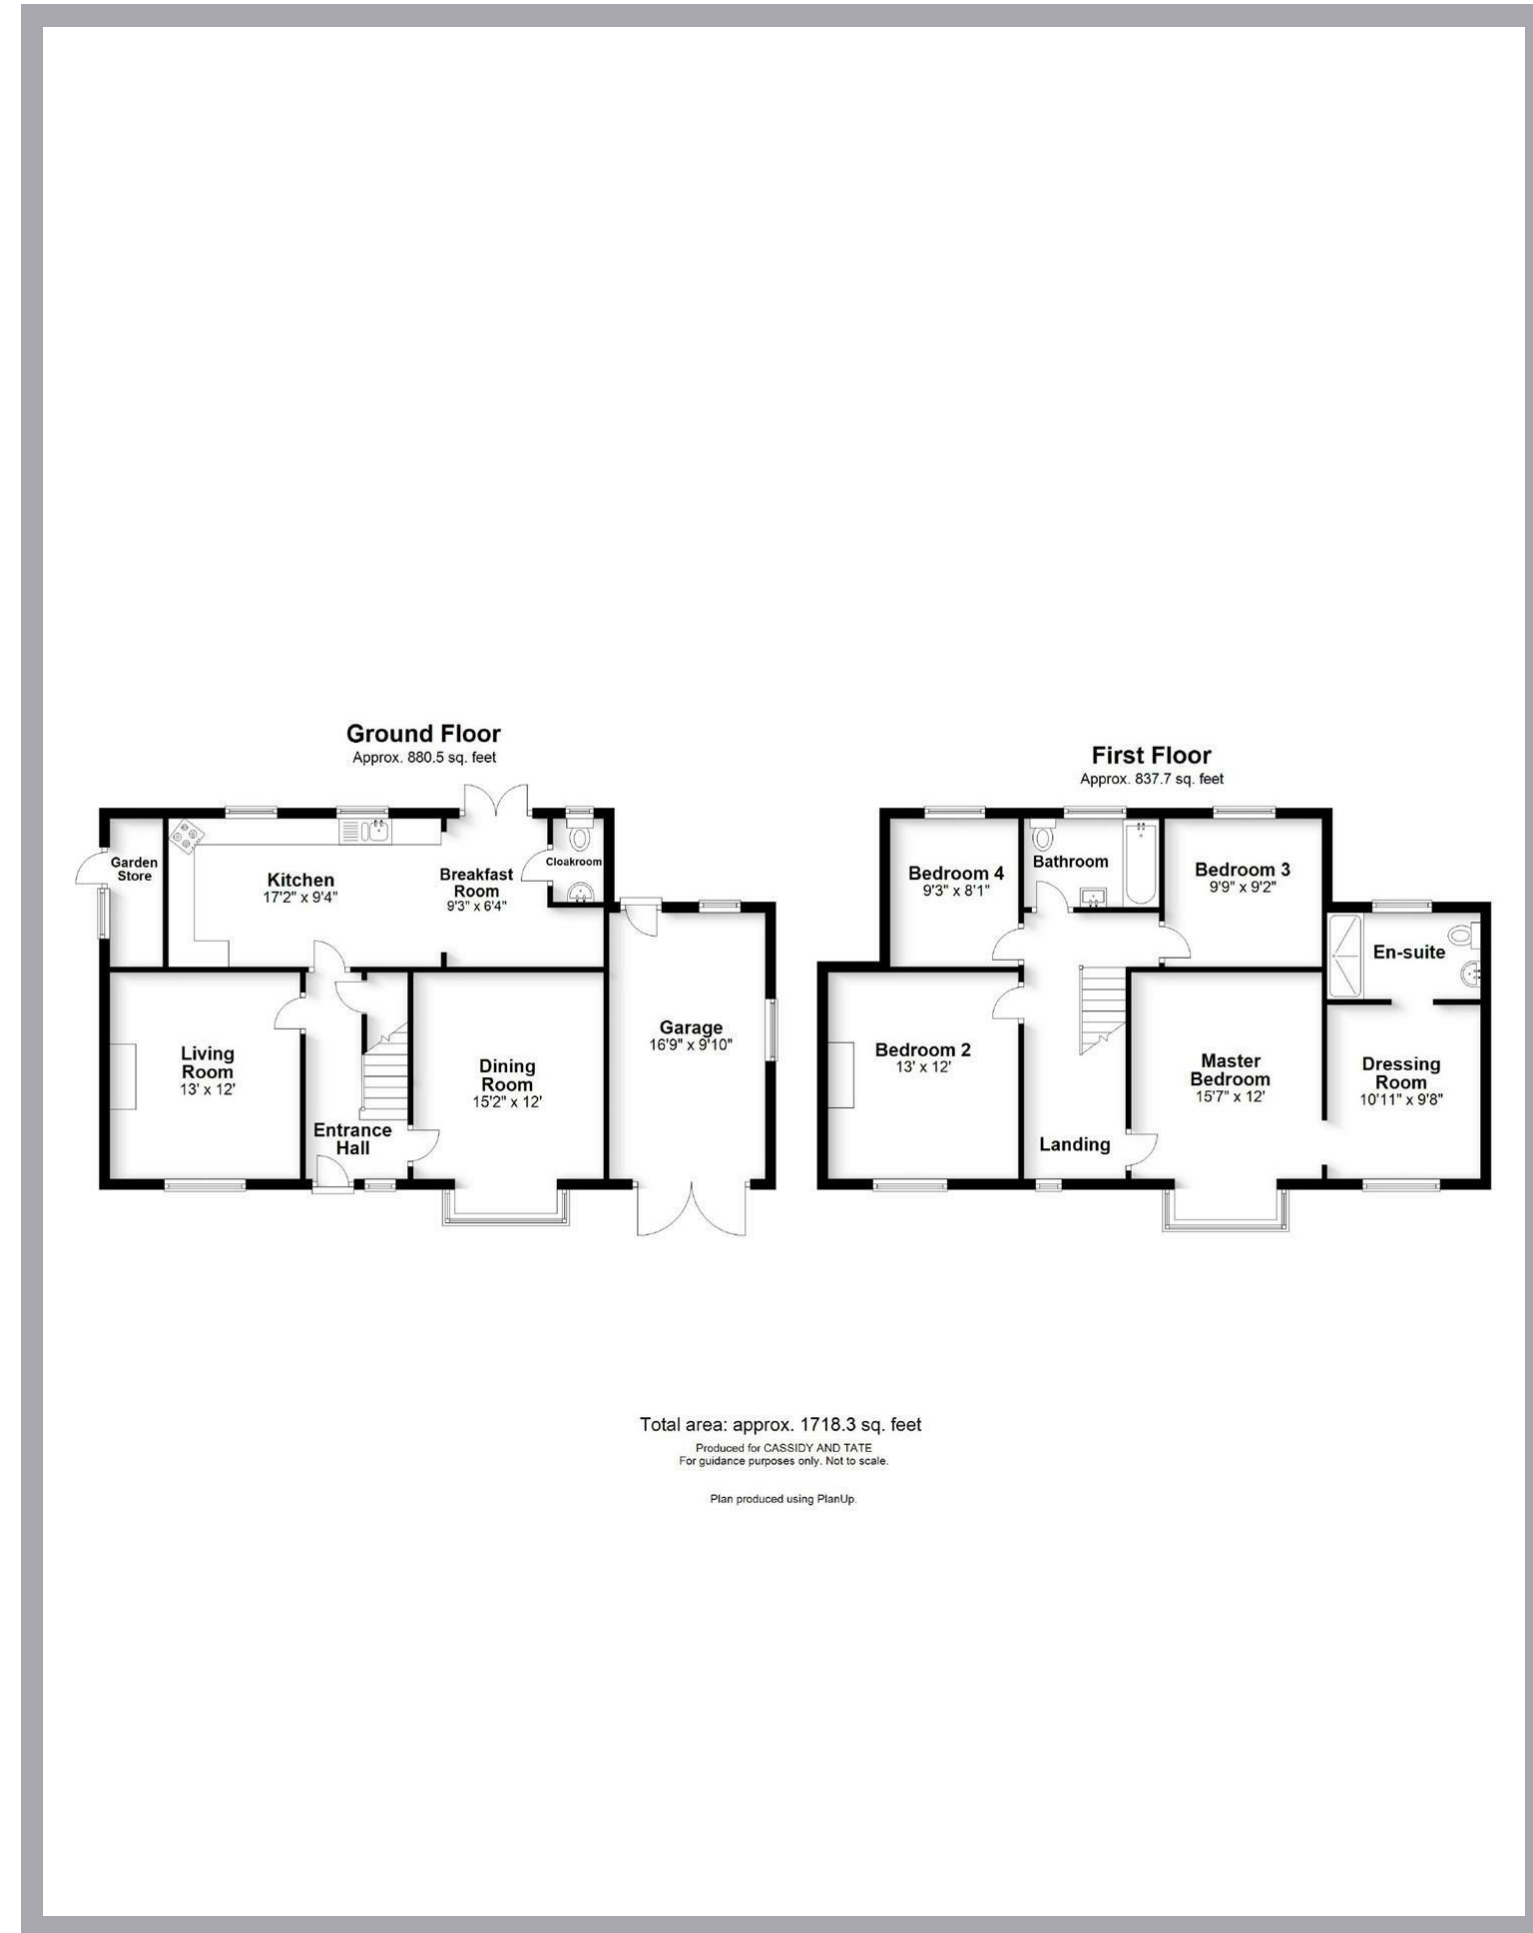 Ground Floor
Approx. 880.5 sq. feet
Garden
Store
Kitchen
17'2" x 9'4"
Breakfast
Room
9'3" x 6'4"
Cloakroom
Living
Room
13' x 12'
Entrance
Hall
Dining
Room
15'2" x 12'
Garage
16'9" x 9'10"
First Floor
Approx. 837.7 sq. feet
Bedroom 4
9'3" x 8'1"
Bathroom
Bedroom 3
9'9" x 9'2"
En-suite
Bedroom 2
13' x 12'
Landing
Master
Bedroom
15'7" x 12'
Dressing
Room
10'11" x 9'8"
Total area: approx. 1718.3 sq. feet
Produced for CASSIDY AND TATE
For guidance purposes only. Not to scale.
Plan produced using PlanUp.